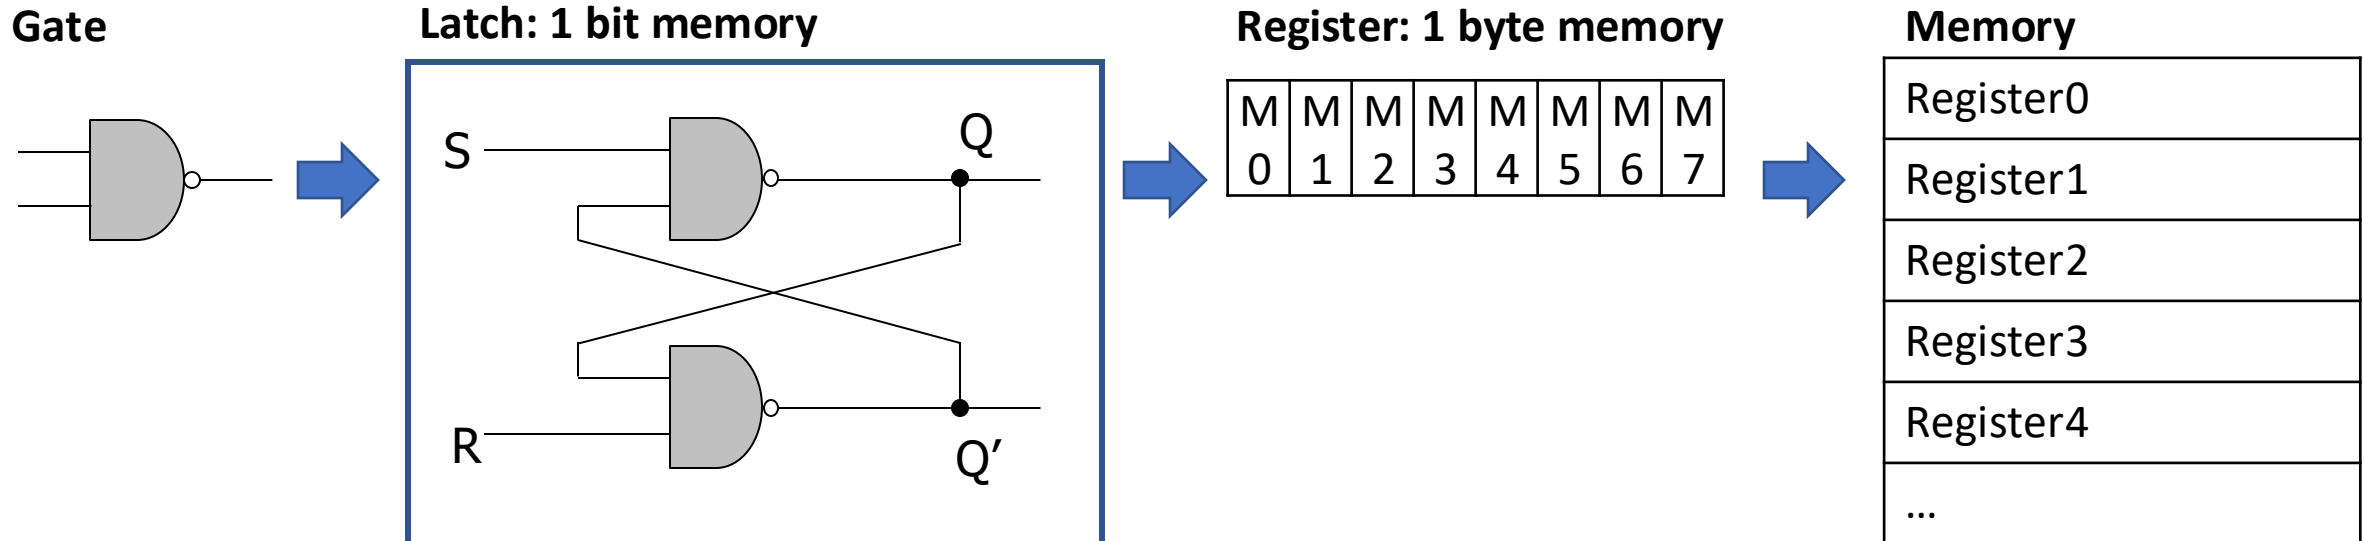 Gate
Latch: 1 bit memory
S
Q
R
Q′
Register: 1 byte memory
M M M M M M M M
0 1 2 3 4 5 6 7
Memory
Register0
Register1
Register2
Register3
Register4
...